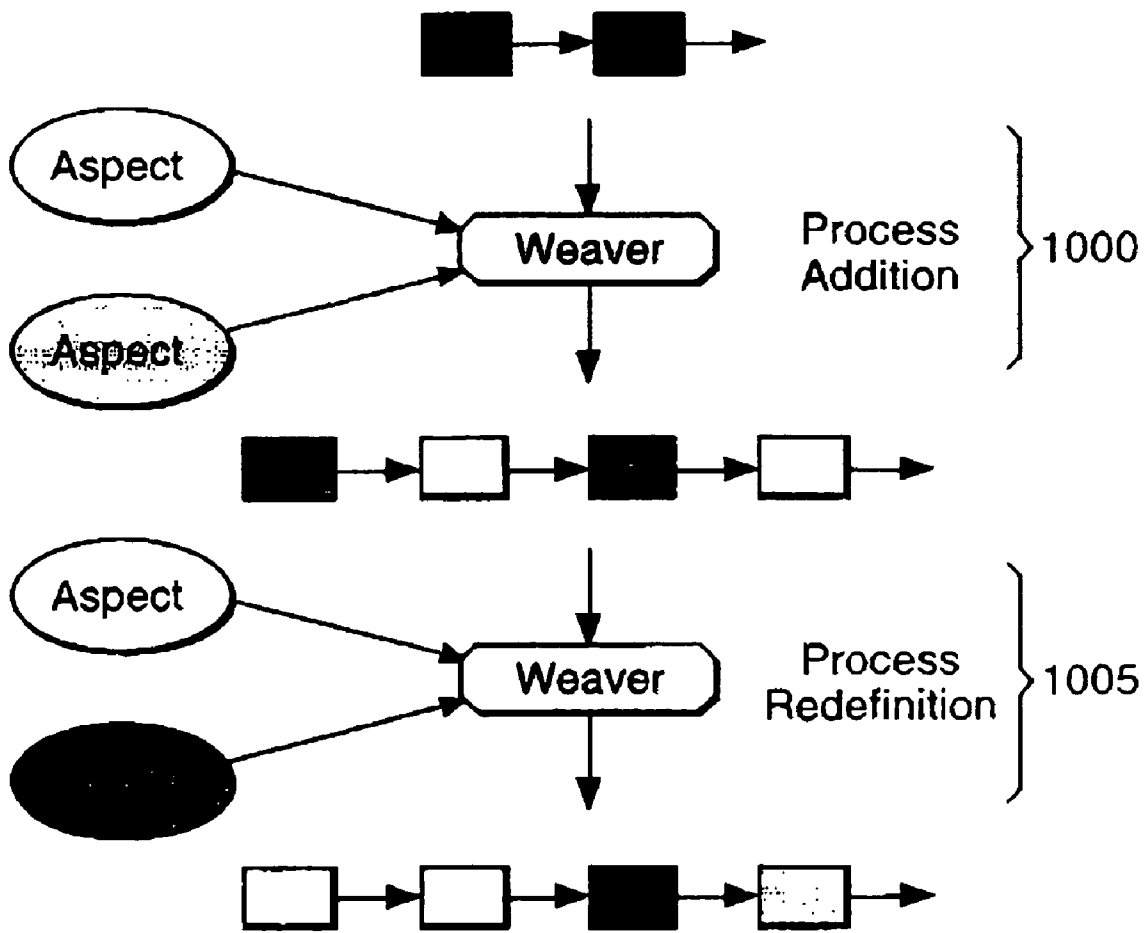 Aspect
Weaver
Process
Addition
1000
Aspect
Aspect
Weaver
Process
Redefinition
1005